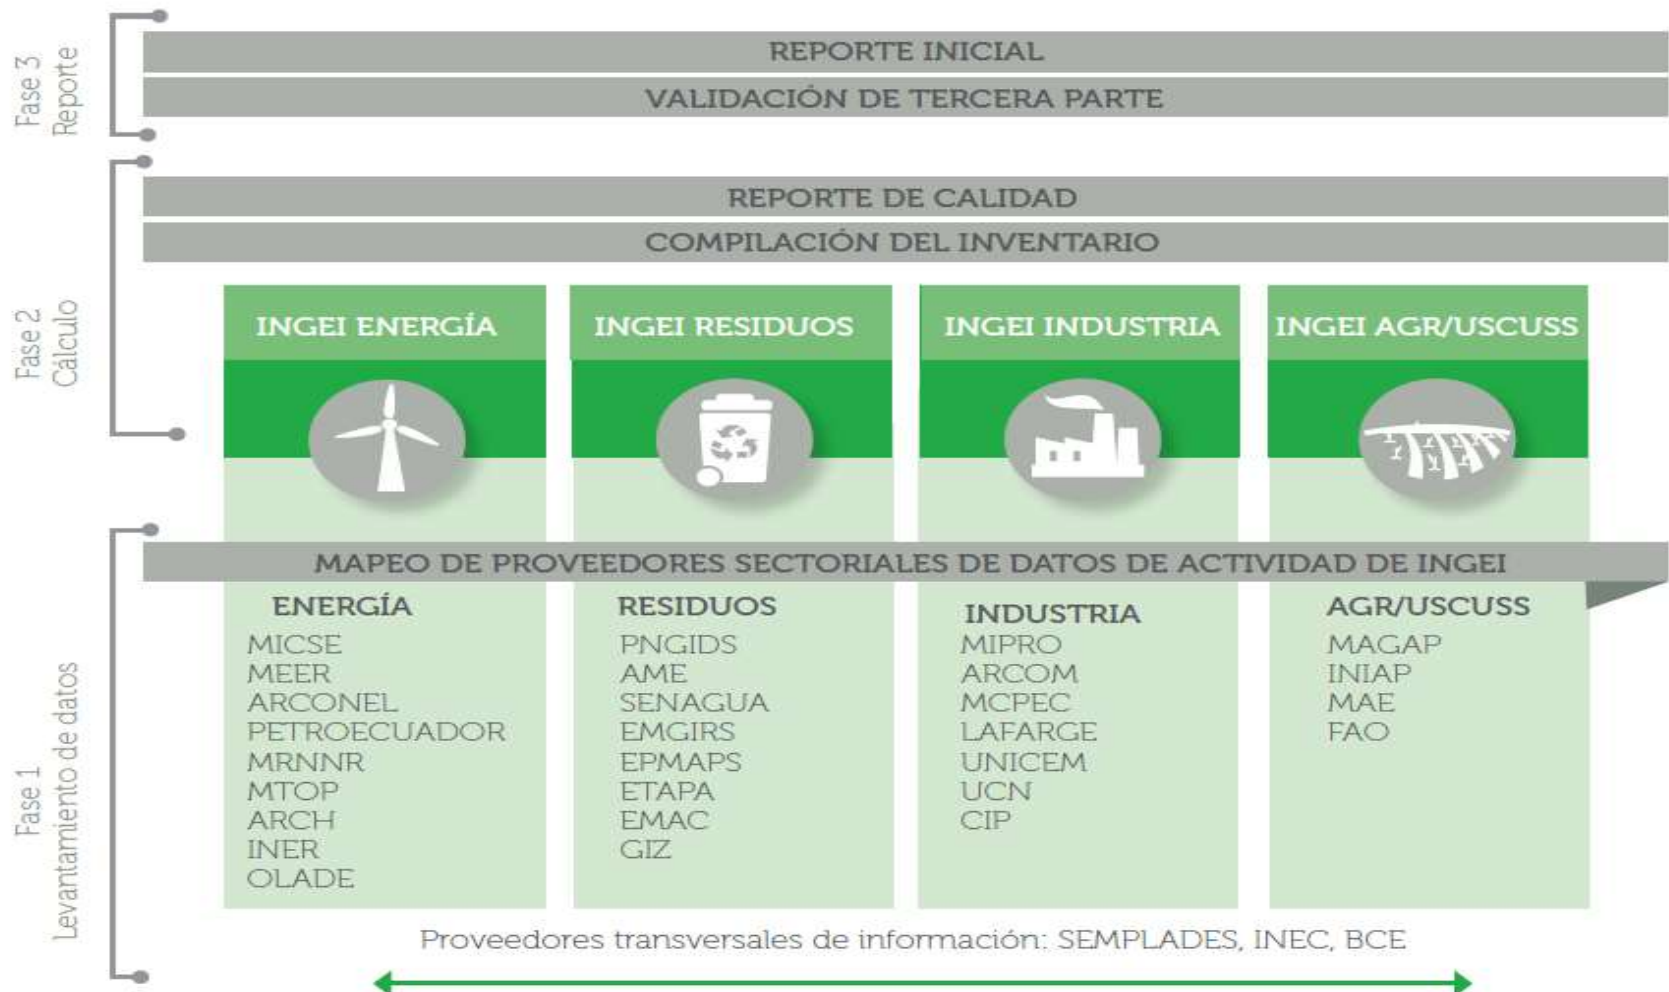 Fase 3
Reporte
REPORTE INICIAL
VALIDACIÓN DE TERCERA PARTE
Fase 2
Cálculo
REPORTE DE CALIDAD
COMPILACIÓN DEL INVENTARIO
INGEI ENERGÍA
INGEI RESIDUOS
INGEI INDUSTRIA
INGEI AGR/USCUSS
Fase 1
Levantamiento de datos
MAPEO DE PROVEEDORES SECTORIALES DE DATOS DE ACTIVIDAD DE INGEI
ENERGÍA
MICSE
MEER
ARCONEL
PETROECUADOR
MRNNR
MTOP
ARCH
INER
OLADE
RESIDUOS
PNGIDS
AME
SENAGUA
EMGIRS
EPMAPS
ETAPA
EMAC
GIZ
INDUSTRIA
MIPRO
ARCOM
MCPEC
LAFARGE
UNICEM
UCN
CIP
AGR/USCUSS
MAGAP
INIAP
MAE
FAO
Proveedores transversales de información: SEMPLADES, INEC, BCE